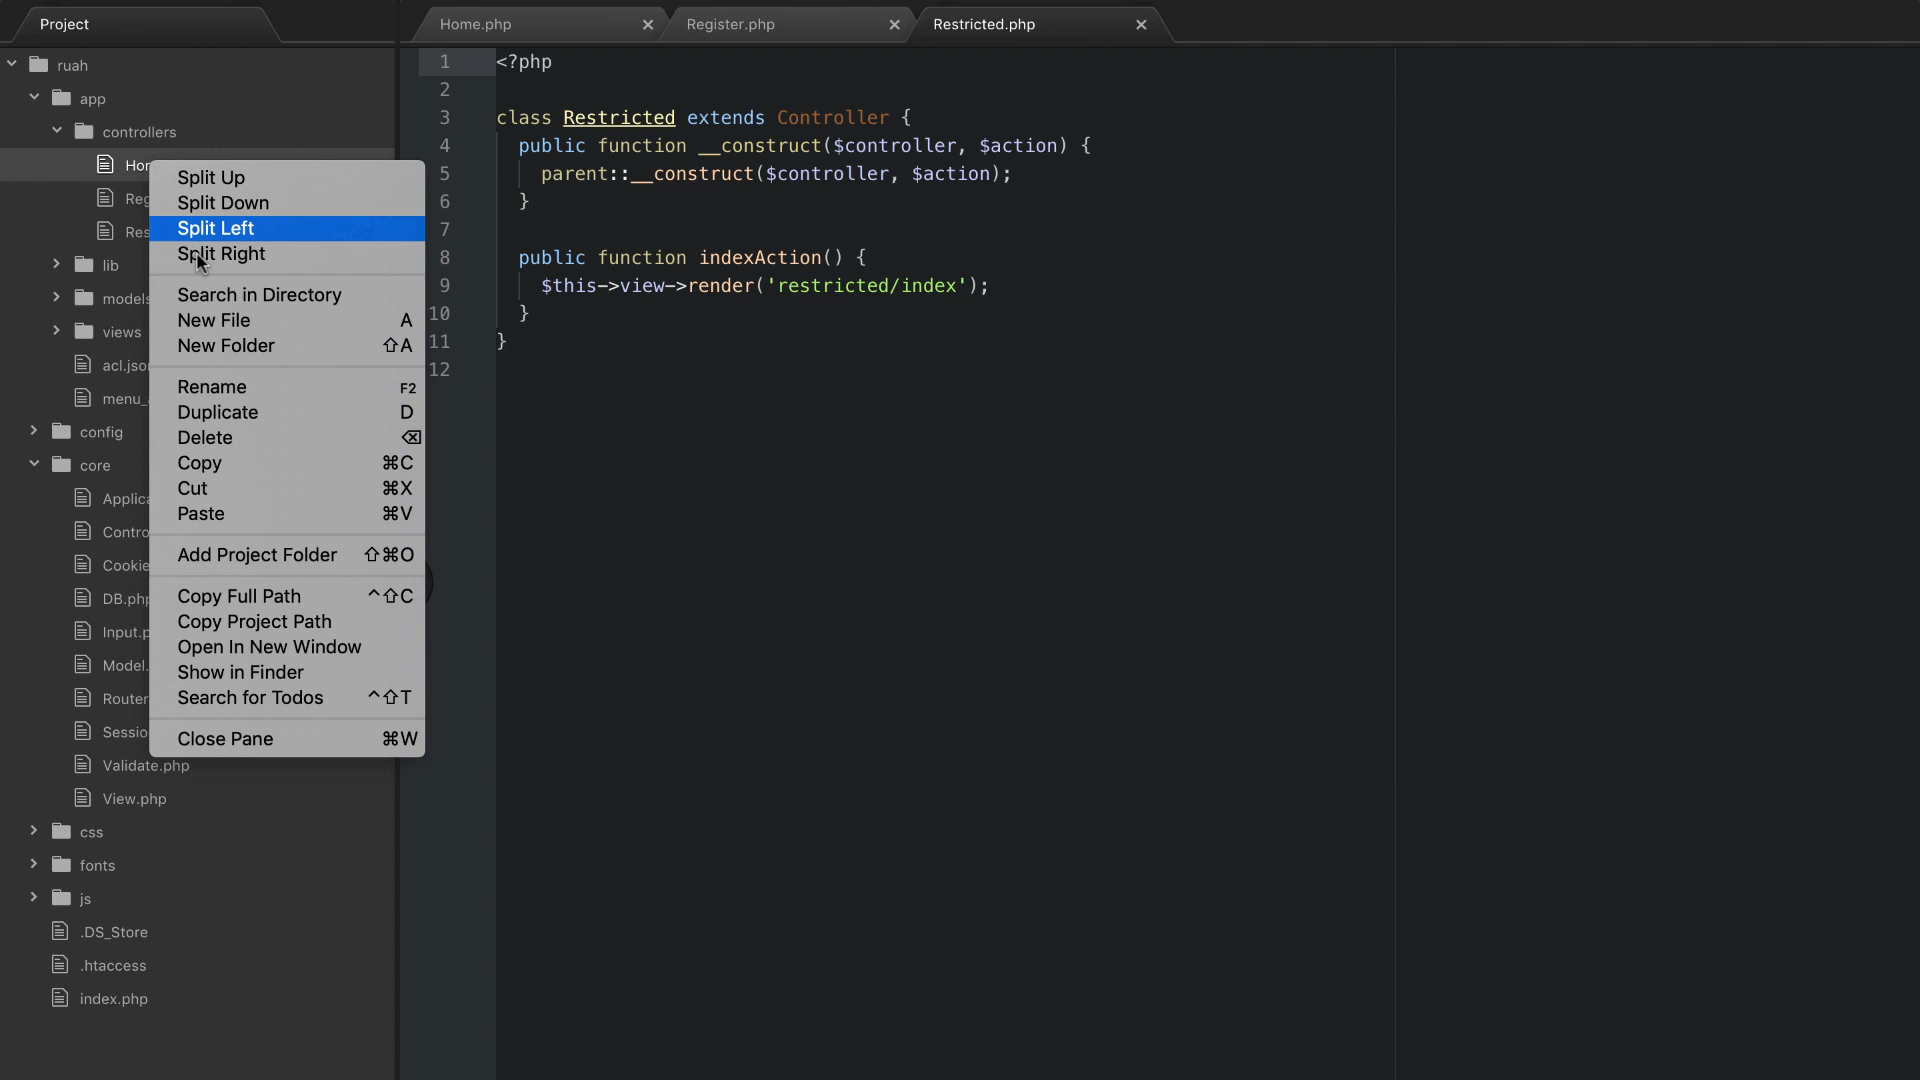 Project
Home.php
Register.php
Restricted.php
ruah
app
controllers
Hor
Reg
Res
lib
models
views
acl.json
menu_
config
core
Applica
Contro
Cookie
DB.php
Input.p
Model.
Router
Sessio
Validate.php
View.php
css
fonts
js
.DS_Store
.htaccess
index.php
Split Up
Split Down
Split Left
Split Right
Search in Directory
New File A
New Folder ⇧A
Rename F2
Duplicate D
Delete ⌫
Copy ⌘C
Cut ⌘X
Paste ⌘V
Add Project Folder ⇧⌘O
Copy Full Path ^⇧C
Copy Project Path
Open In New Window
Show in Finder
Search for Todos ^⇧T
Close Pane ⌘W
1 <?php
2
3 class Restricted extends Controller {
4 public function __construct($controller, $action) {
5 parent::__construct($controller, $action);
6 }
7
8 public function indexAction() {
9 $this->view->render('restricted/index');
10 }
11 }
12